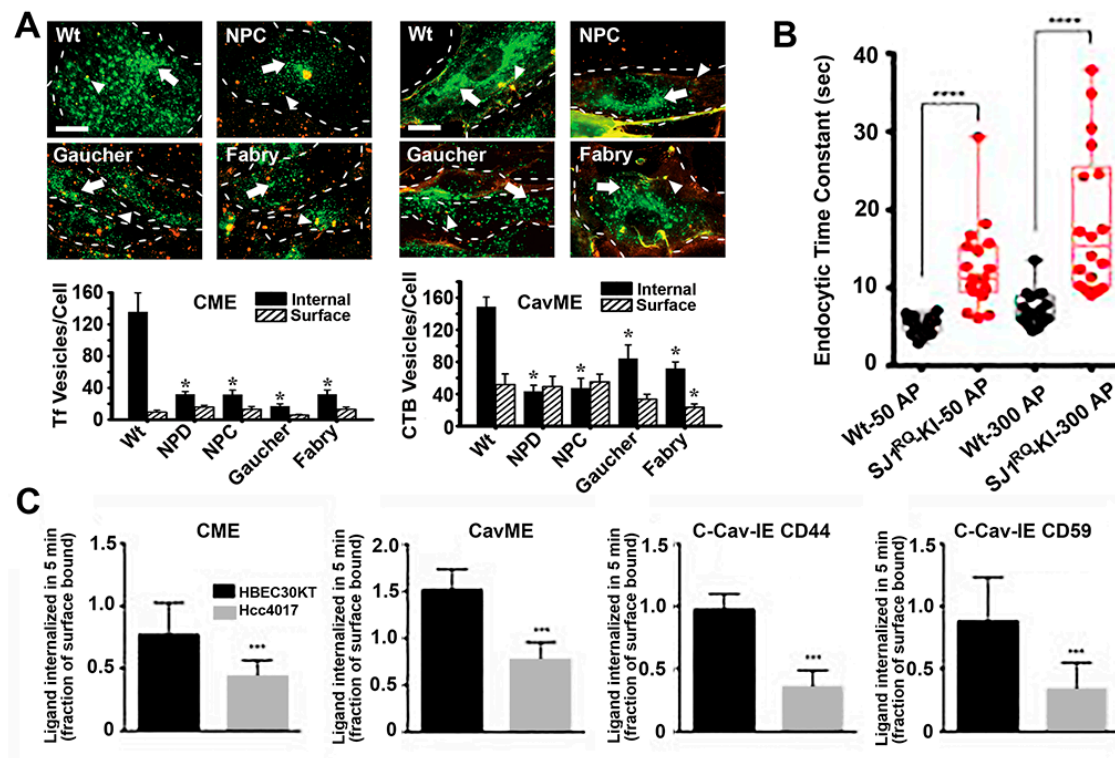 A
Wt
NPC
Gaucher
Fabry
Wt
NPC
Gaucher
Fabry
CME
Internal
Surface
Tf Vesicles/Cell
160
120
80
40
0
*
*
*
*
Wt
NPD
NPC
Gaucher
Fabry
CavME
Internal
Surface
CTB Vesicles/Cell
160
120
80
40
0
*
*
*
*
*
Wt
NPD
NPC
Gaucher
Fabry
B
Endocytic Time Constant (sec)
40
30
20
10
0
****
****
Wt-50 AP
SJ1RQ-KI-50 AP
Wt-300 AP
SJ1RQ-KI-300 AP
C
CME
Ligand internalized in 5 min
(fraction of surface bound)
1.5
1.0
0.5
0
HBEC30KT
Hcc4017
***
CavME
Ligand internalized in 5 min
(fraction of surface bound)
2.0
1.5
1.0
1.5
0
***
C-Cav-IE CD44
Ligand internalized in 5 min
(fraction of surface bound)
1.5
1.0
0.5
0
***
C-Cav-IE CD59
Ligand internalized in 5 min
(fraction of surface bound)
1.5
1.0
0.5
0
***